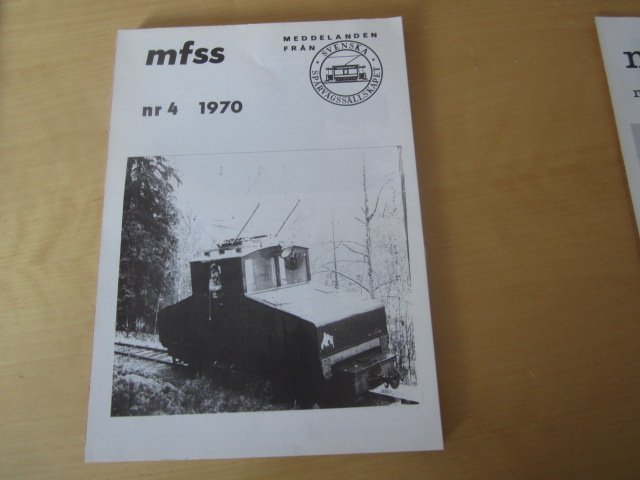 mfss
MEDDELANDEN
FRÅN
SVENSKA
SPÅRVÄGSSÄLLSKAPET
nr 4 1970